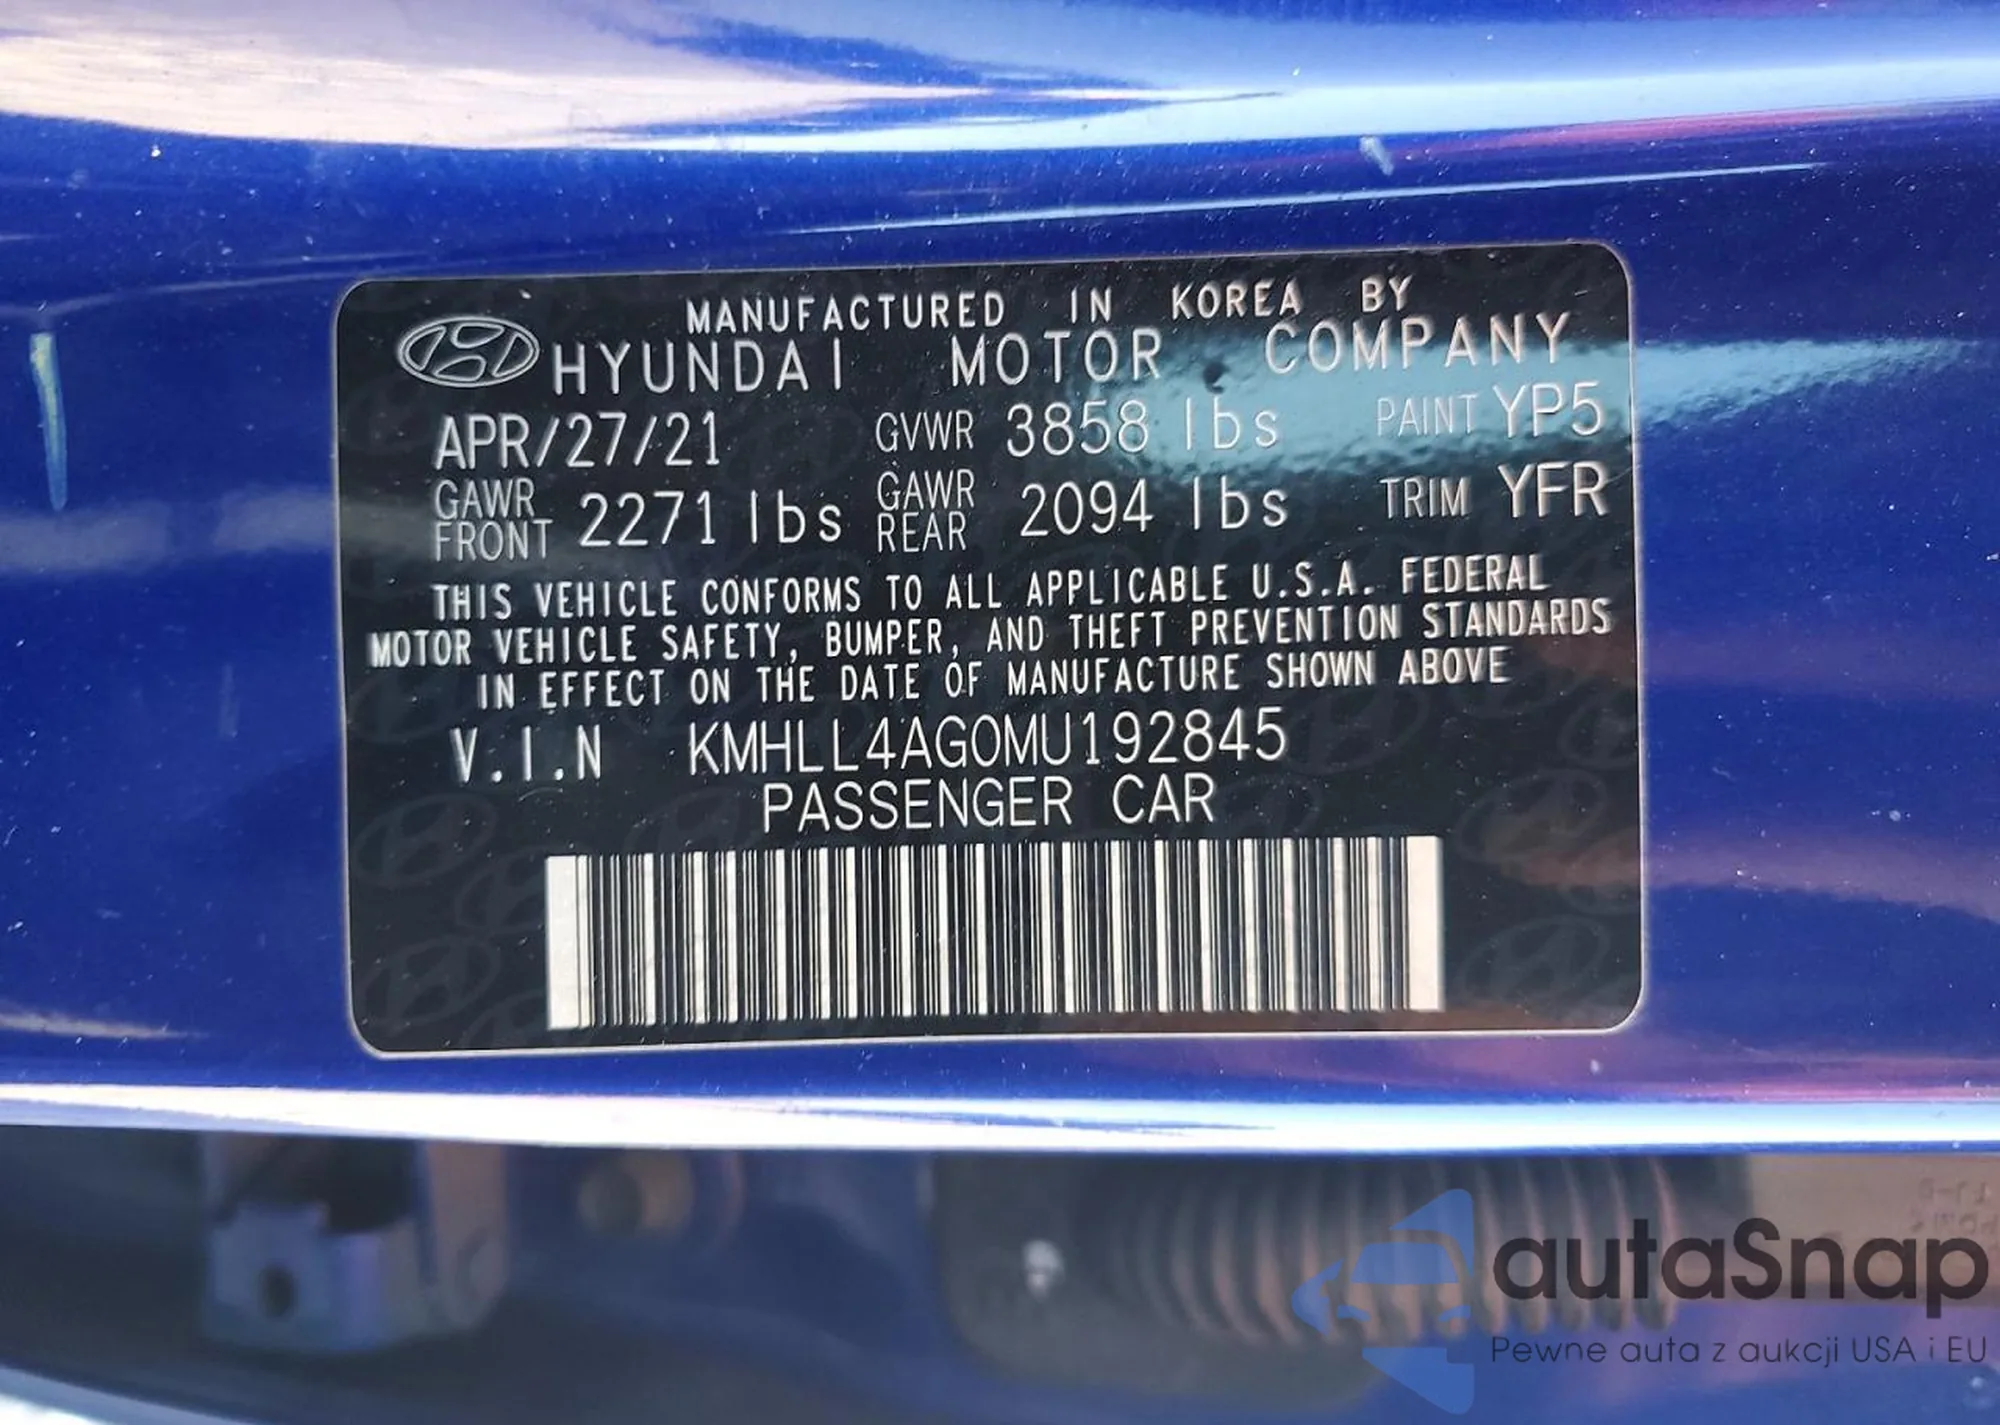 MANUFACTURED IN KOREA BY
HYUNDAI MOTOR COMPANY
APR/27/21 GVWR 3858 lbs PAINT YP5
GAWR FRONT 2271 lbs GAWR REAR 2094 lbs TRIM YFR
THIS VEHICLE CONFORMS TO ALL APPLICABLE U.S.A. FEDERAL
MOTOR VEHICLE SAFETY, BUMPER, AND THEFT PREVENTION STANDARDS
IN EFFECT ON THE DATE OF MANUFACTURE SHOWN ABOVE
V.I.N KMHLL4AG0MU192845
PASSENGER CAR
autaSnap
Pewne auta z aukcji USA i EU